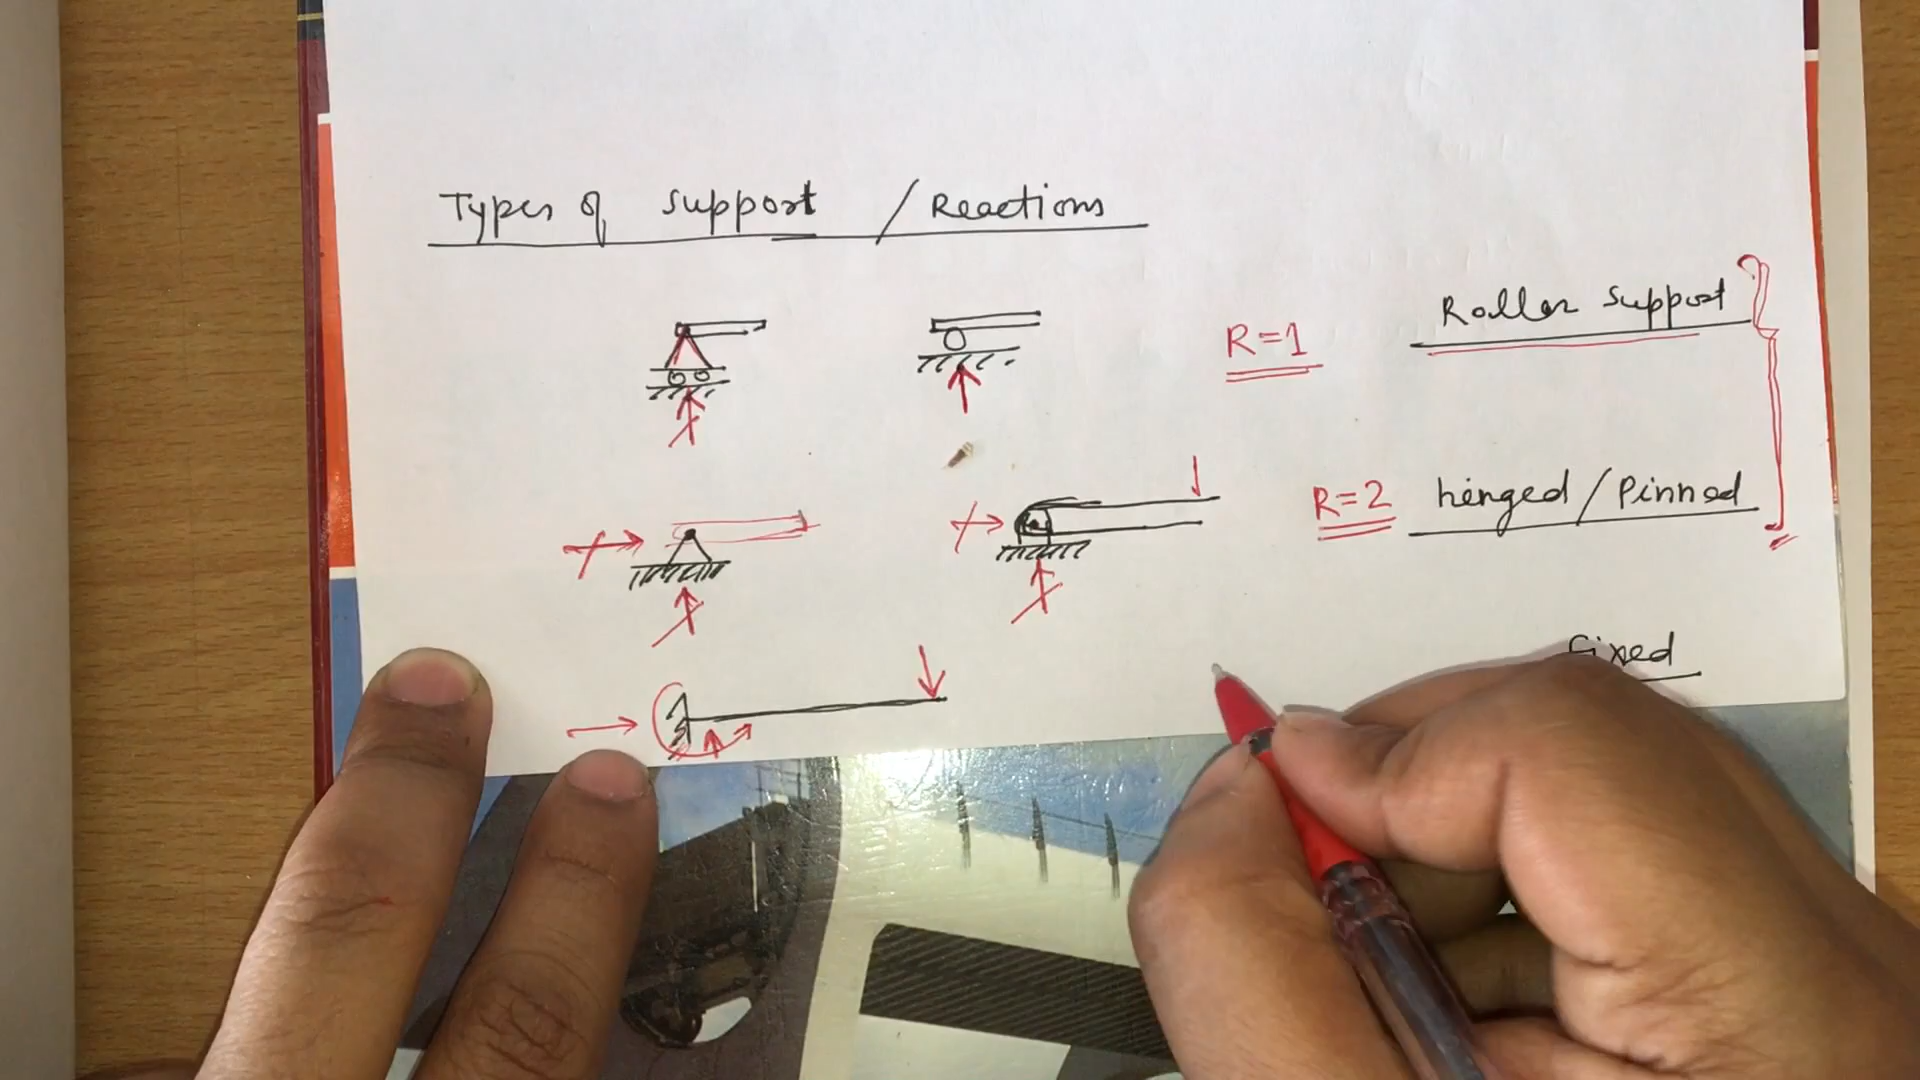 Types of support / Reactions
R=1 Roller support
R=2 hinged / Pinned
fixed